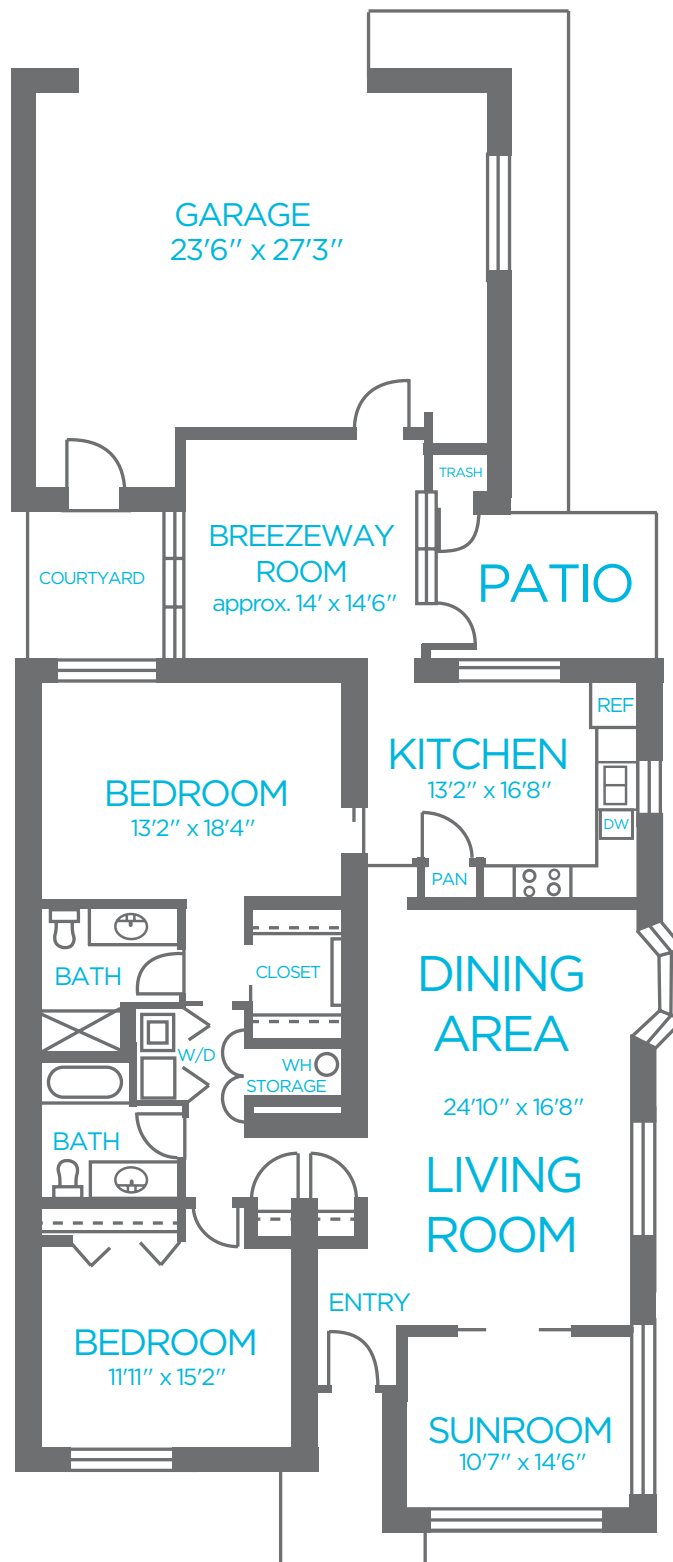 GARAGE
23'6" x 27'3"
TRASH
BREEZEWAY
ROOM
approx. 14' x 14'6"
COURTYARD
PATIO
REF
KITCHEN
13'2" x 16'8"
BEDROOM
13'2" x 18'4"
DW
PAN
BATH
CLOSET
DINING
AREA
W/D
WH
STORAGE
24'10" x 16'8"
BATH
LIVING
ROOM
ENTRY
BEDROOM
11'11" x 15'2"
SUNROOM
10'7" x 14'6"